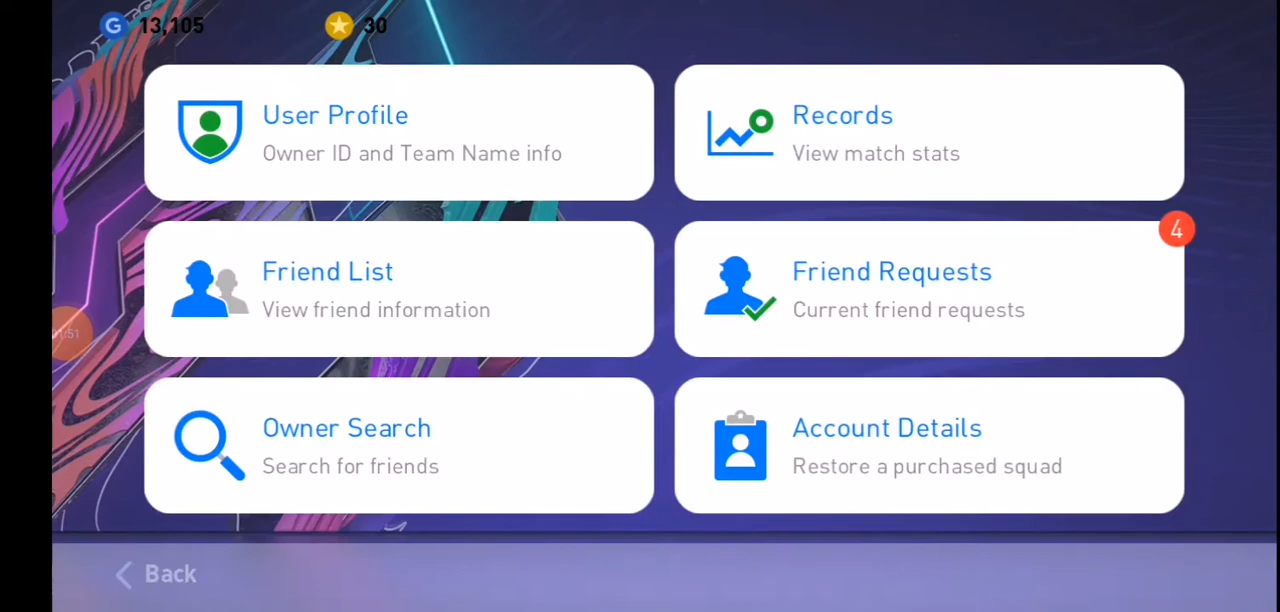 G 13,105 30
User Profile
Owner ID and Team Name info
Records
View match stats
Friend List
View friend information
4
Friend Requests
Current friend requests
Owner Search
Search for friends
Account Details
Restore a purchased squad
Back